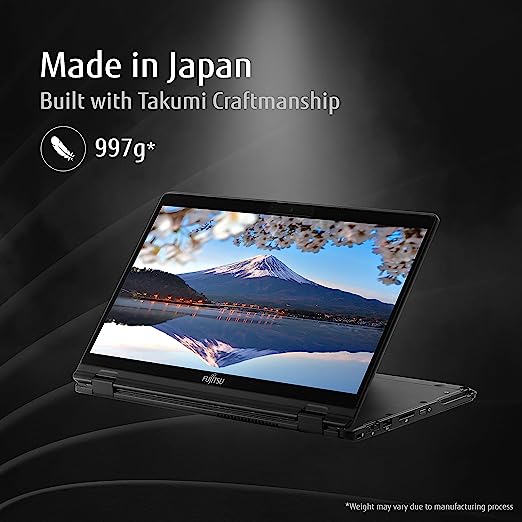 Made in Japan
Built with Takumi Craftmanship
997g*
FUJITSU
*Weight may vary due to manufacturing process